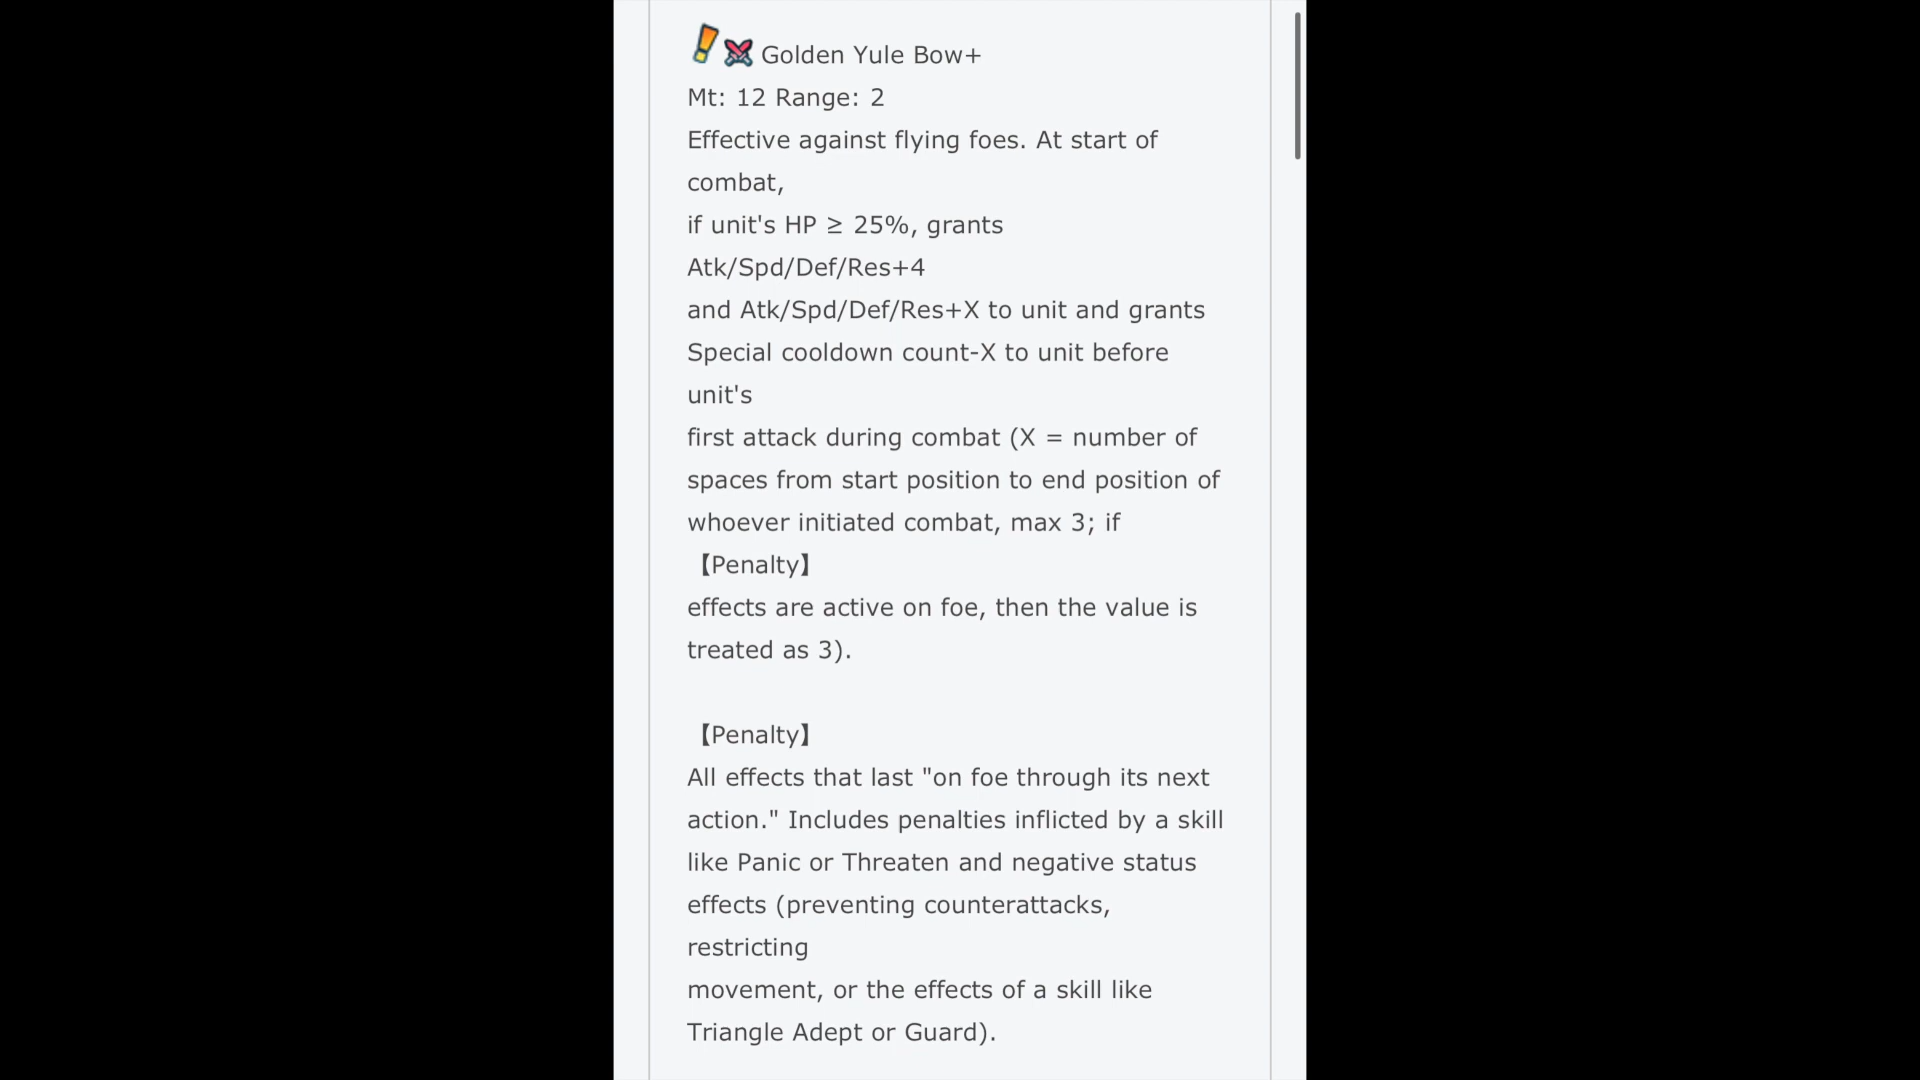 Golden Yule Bow+
Mt: 12 Range: 2
Effective against flying foes. At start of
combat,
if unit's HP ≥ 25%, grants
Atk/Spd/Def/Res+4
and Atk/Spd/Def/Res+X to unit and grants
Special cooldown count-X to unit before
unit's
first attack during combat (X = number of
spaces from start position to end position of
whoever initiated combat, max 3; if
【Penalty】
effects are active on foe, then the value is
treated as 3).
【Penalty】
All effects that last "on foe through its next
action." Includes penalties inflicted by a skill
like Panic or Threaten and negative status
effects (preventing counterattacks,
restricting
movement, or the effects of a skill like
Triangle Adept or Guard).